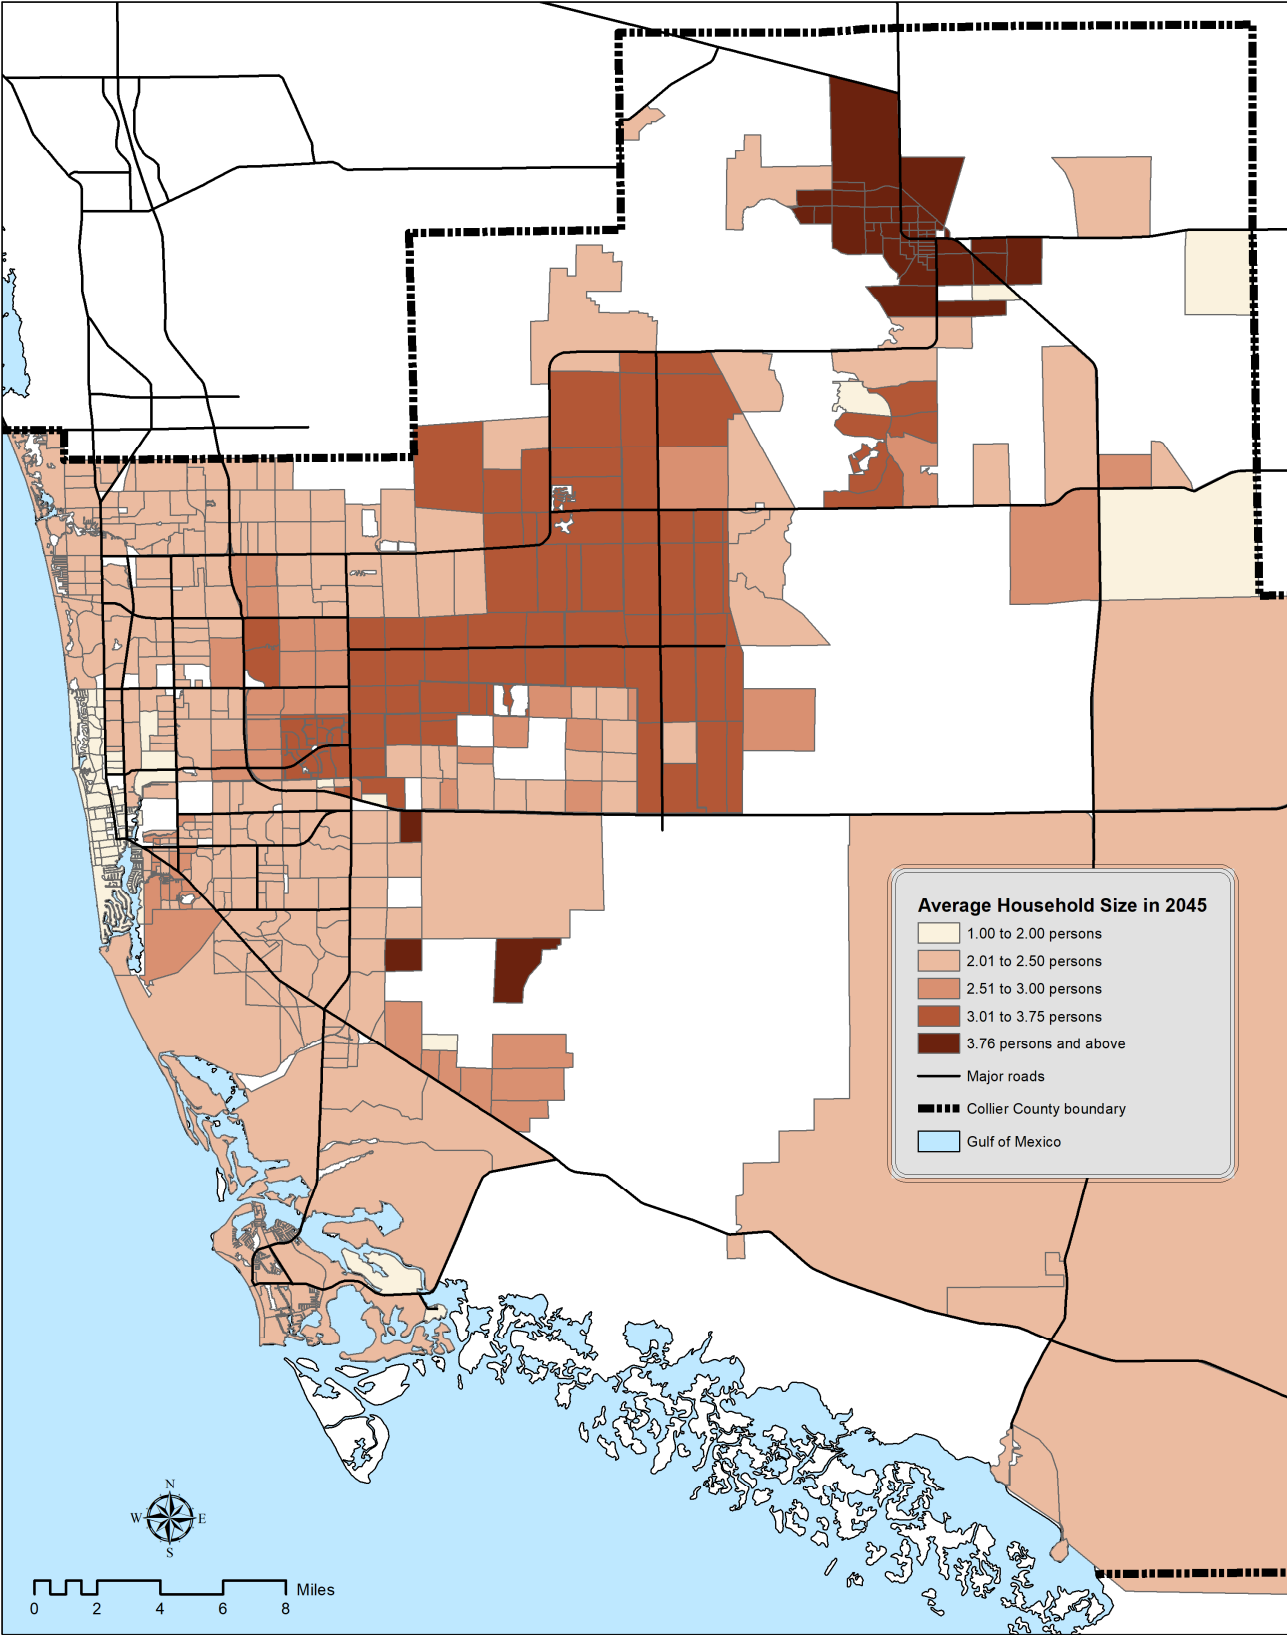 Average Household Size in 2045
1.00 to 2.00 persons
2.01 to 2.50 persons
2.51 to 3.00 persons
3.01 to 3.75 persons
3.76 persons and above
Major roads
Collier County boundary
Gulf of Mexico
N
W E
S
Miles
0 2 4 6 8